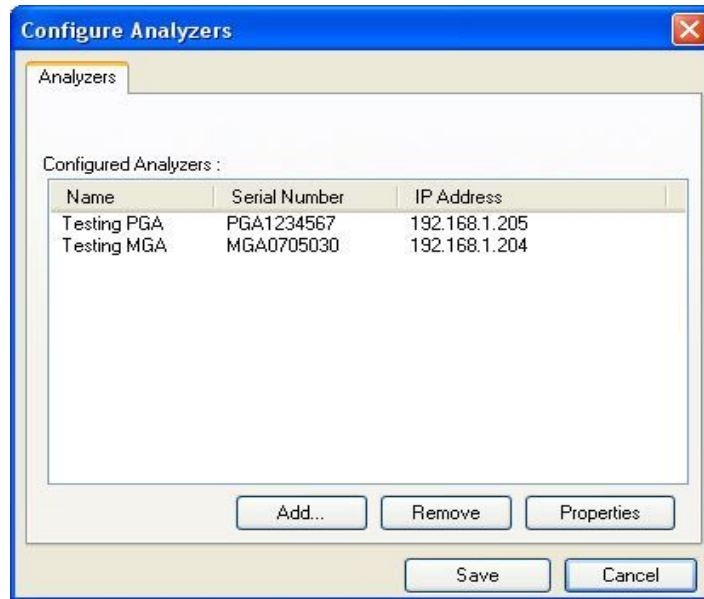 Configure Analyzers
Analyzers
Configured Analyzers :
Name Serial Number IP Address
Testing PGA PGA1234567 192.168.1.205
Testing MGA MGA0705030 192.168.1.204
Add... Remove Properties
Save Cancel